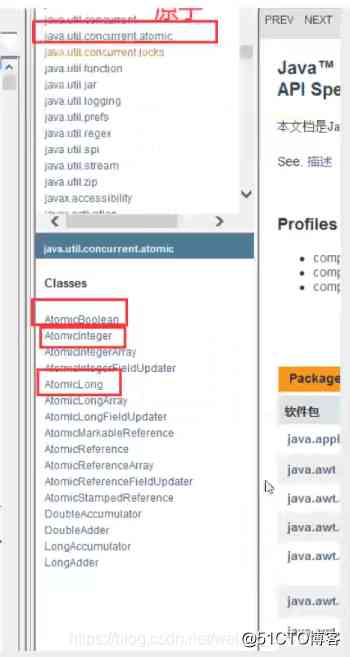 原子
java.util.concurrent
java.util.concurrent.atomic
java.util.concurrent.locks
java.util.function
java.util.jar
java.util.logging
java.util.prefs
java.util.regex
java.util.spi
java.util.stream
java.util.zip
javax.accessibility
javax.activation
java.util.concurrent.atomic
Classes
AtomicBoolean
AtomicInteger
AtomicIntegerArray
AtomicIntegerFieldUpdater
AtomicLong
AtomicLongArray
AtomicLongFieldUpdater
AtomicMarkableReference
AtomicReference
AtomicReferenceArray
AtomicReferenceFieldUpdater
AtomicStampedReference
DoubleAccumulator
DoubleAdder
LongAccumulator
LongAdder
PREV NEXT
Java™
API Spe
本文档是Ja
See. 描述
Profiles
comp
comp
comp
Package
软件包
java.appl
java.awt
java.awt.
java.awt.
java.awt.
java.awt.
java.awt.
https://blog.csdn.net/we
@51CTO博客